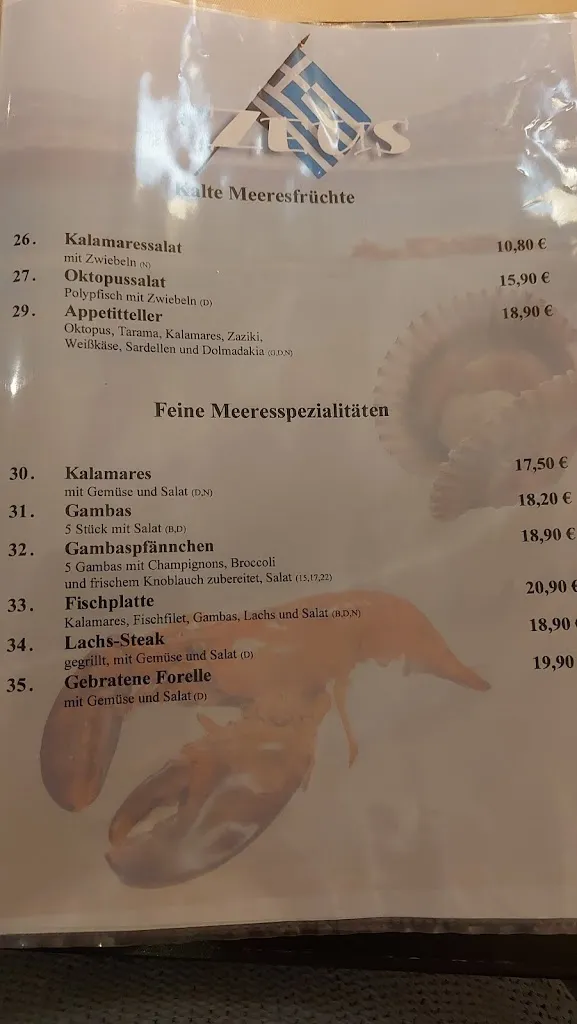 Zeus
Kalte Meeresfrüchte
26. Kalamaressalat 10,80 €
mit Zwiebeln (N)
27. Oktopussalat 15,90 €
Polypfisch mit Zwiebeln (D)
29. Appetitteller 18,90 €
Oktopus, Tarama, Kalamares, Zaziki,
Weißkäse, Sardellen und Dolmadakia (G,D,N)
Feine Meeresspezialitäten
30. Kalamares 17,50 €
mit Gemüse und Salat (D,N)
31. Gambas 18,20 €
5 Stück mit Salat (B,D)
32. Gambaspfännchen 18,90 €
5 Gambas mit Champignons, Broccoli
und frischem Knoblauch zubereitet, Salat (15,17,22)
33. Fischplatte 20,90 €
Kalamares, Fischfilet, Gambas, Lachs und Salat (B,D,N)
34. Lachs-Steak 18,90 €
gegrillt, mit Gemüse und Salat (D)
35. Gebratene Forelle 19,90
mit Gemüse und Salat (D)